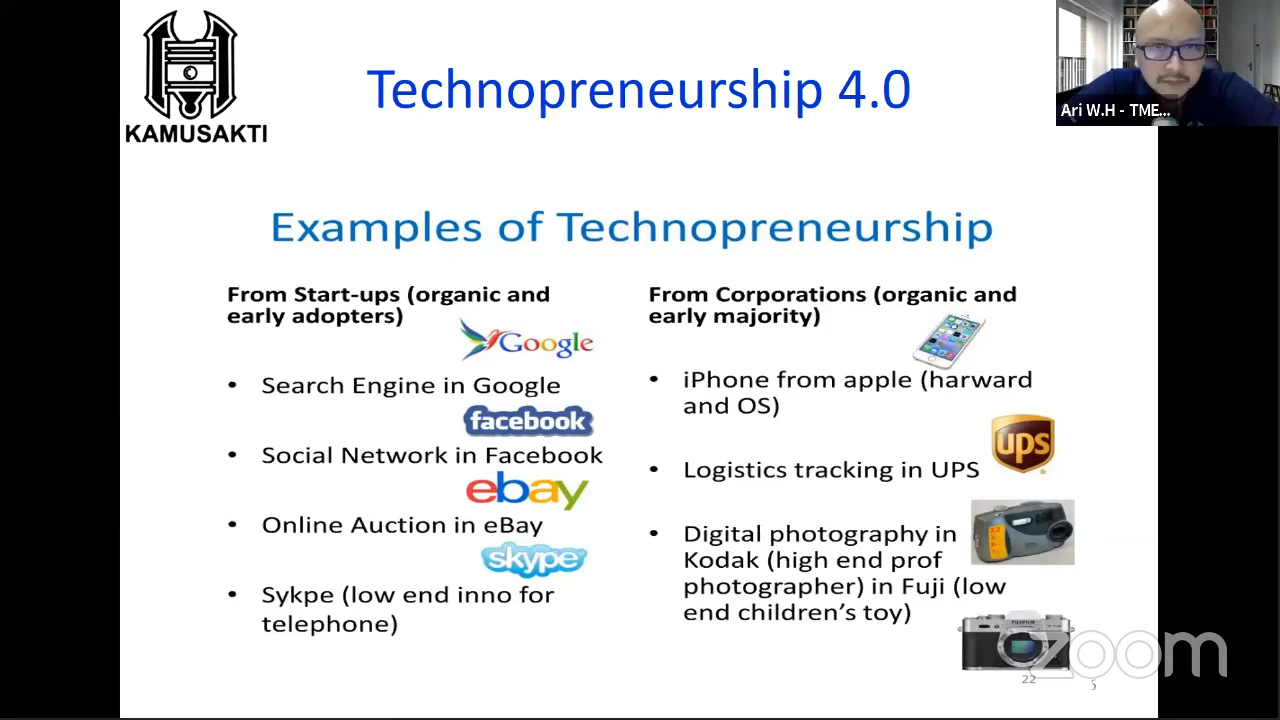 KAMUSAKTI
Technopreneurship 4.0
Ari W.H - TME...
Examples of Technopreneurship
From Start-ups (organic and
early adopters)
Google
• Search Engine in Google
facebook
• Social Network in Facebook
ebay
• Online Auction in eBay
skype
• Sykpe (low end inno for
telephone)
From Corporations (organic and
early majority)
• iPhone from apple (harward
and OS)
ups
• Logistics tracking in UPS
• Digital photography in
Kodak (high end prof
photographer) in Fuji (low
end children's toy)
FUJIFILM
zoom
22
5